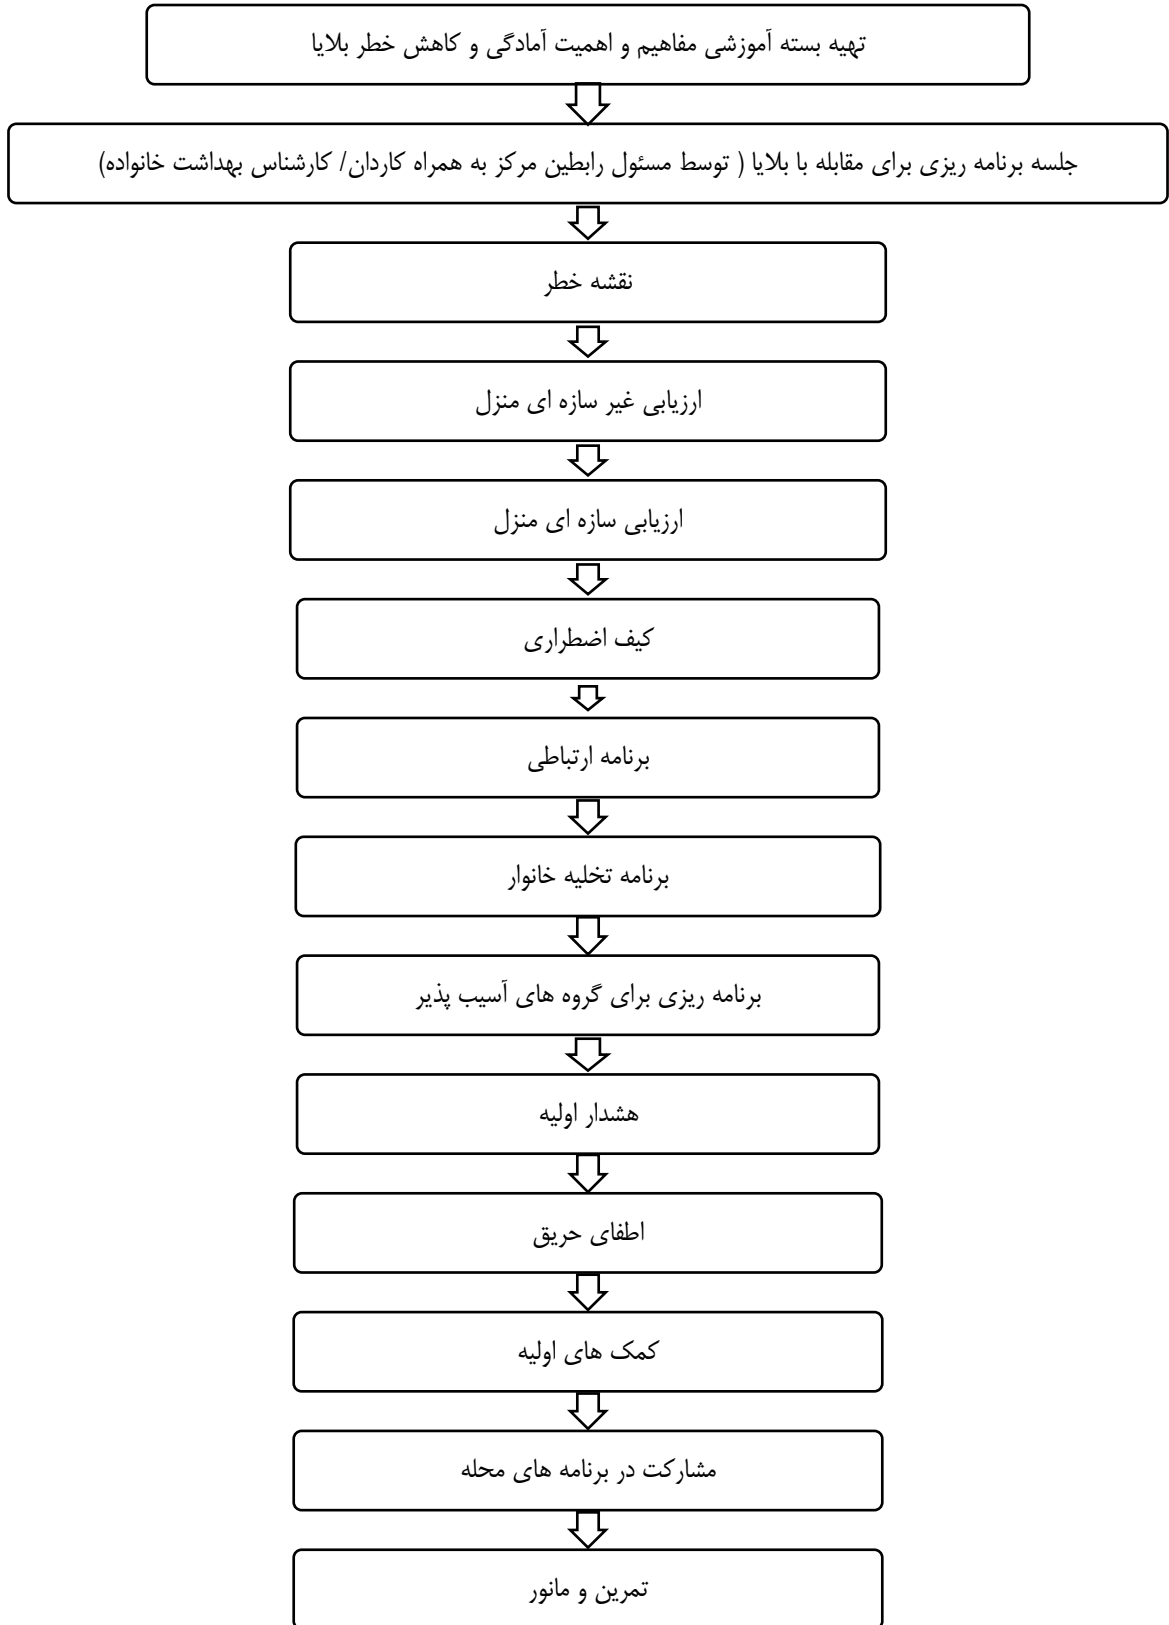 تهیه بسته آموزشی مفاهیم و اهمیت آمادگی و کاهش خطر بلایا
جلسه برنامه ریزی برای مقابله با بلایا ( توسط مسئول رابطین مرکز به همراه کاردان/ کارشناس بهداشت خانواده)
نقشه خطر
ارزیابی غیر سازه ای منزل
ارزیابی سازه ای منزل
کیف اضطراری
برنامه ارتباطی
برنامه تخلیه خانوار
برنامه ریزی برای گروه های آسیب پذیر
هشدار اولیه
اطفای حریق
کمک های اولیه
مشارکت در برنامه های محله
تمرین و مانور